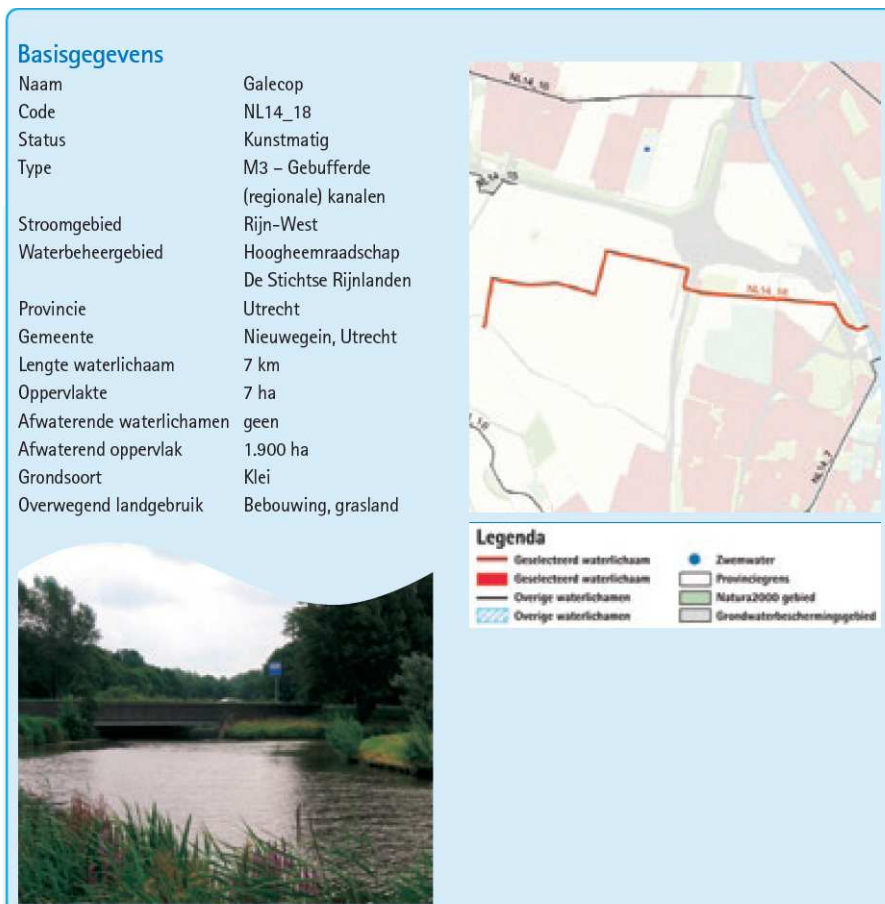 Basisgegevens
Naam Galecop
Code NL14_18
Status Kunstmatig
Type M3 – Gebufferde
(regionale) kanalen
Stroomgebied Rijn-West
Waterbeheergebied Hoogheemraadschap
De Stichtse Rijnlanden
Provincie Utrecht
Gemeente Nieuwegein, Utrecht
Lengte waterlichaam 7 km
Oppervlakte 7 ha
Afwaterende waterlichamen geen
Afwaterend oppervlak 1.900 ha
Grondsoort Klei
Overwegend landgebruik Bebouwing, grasland
NL14_18
NL14_7
Legenda
Geselecteerd waterlichaam
Geselecteerd waterlichaam
Overige waterlichamen
Overige waterlichamen
Zwemwater
Provinciegrens
Natura2000 gebied
Grondwaterbeschermingsgebied